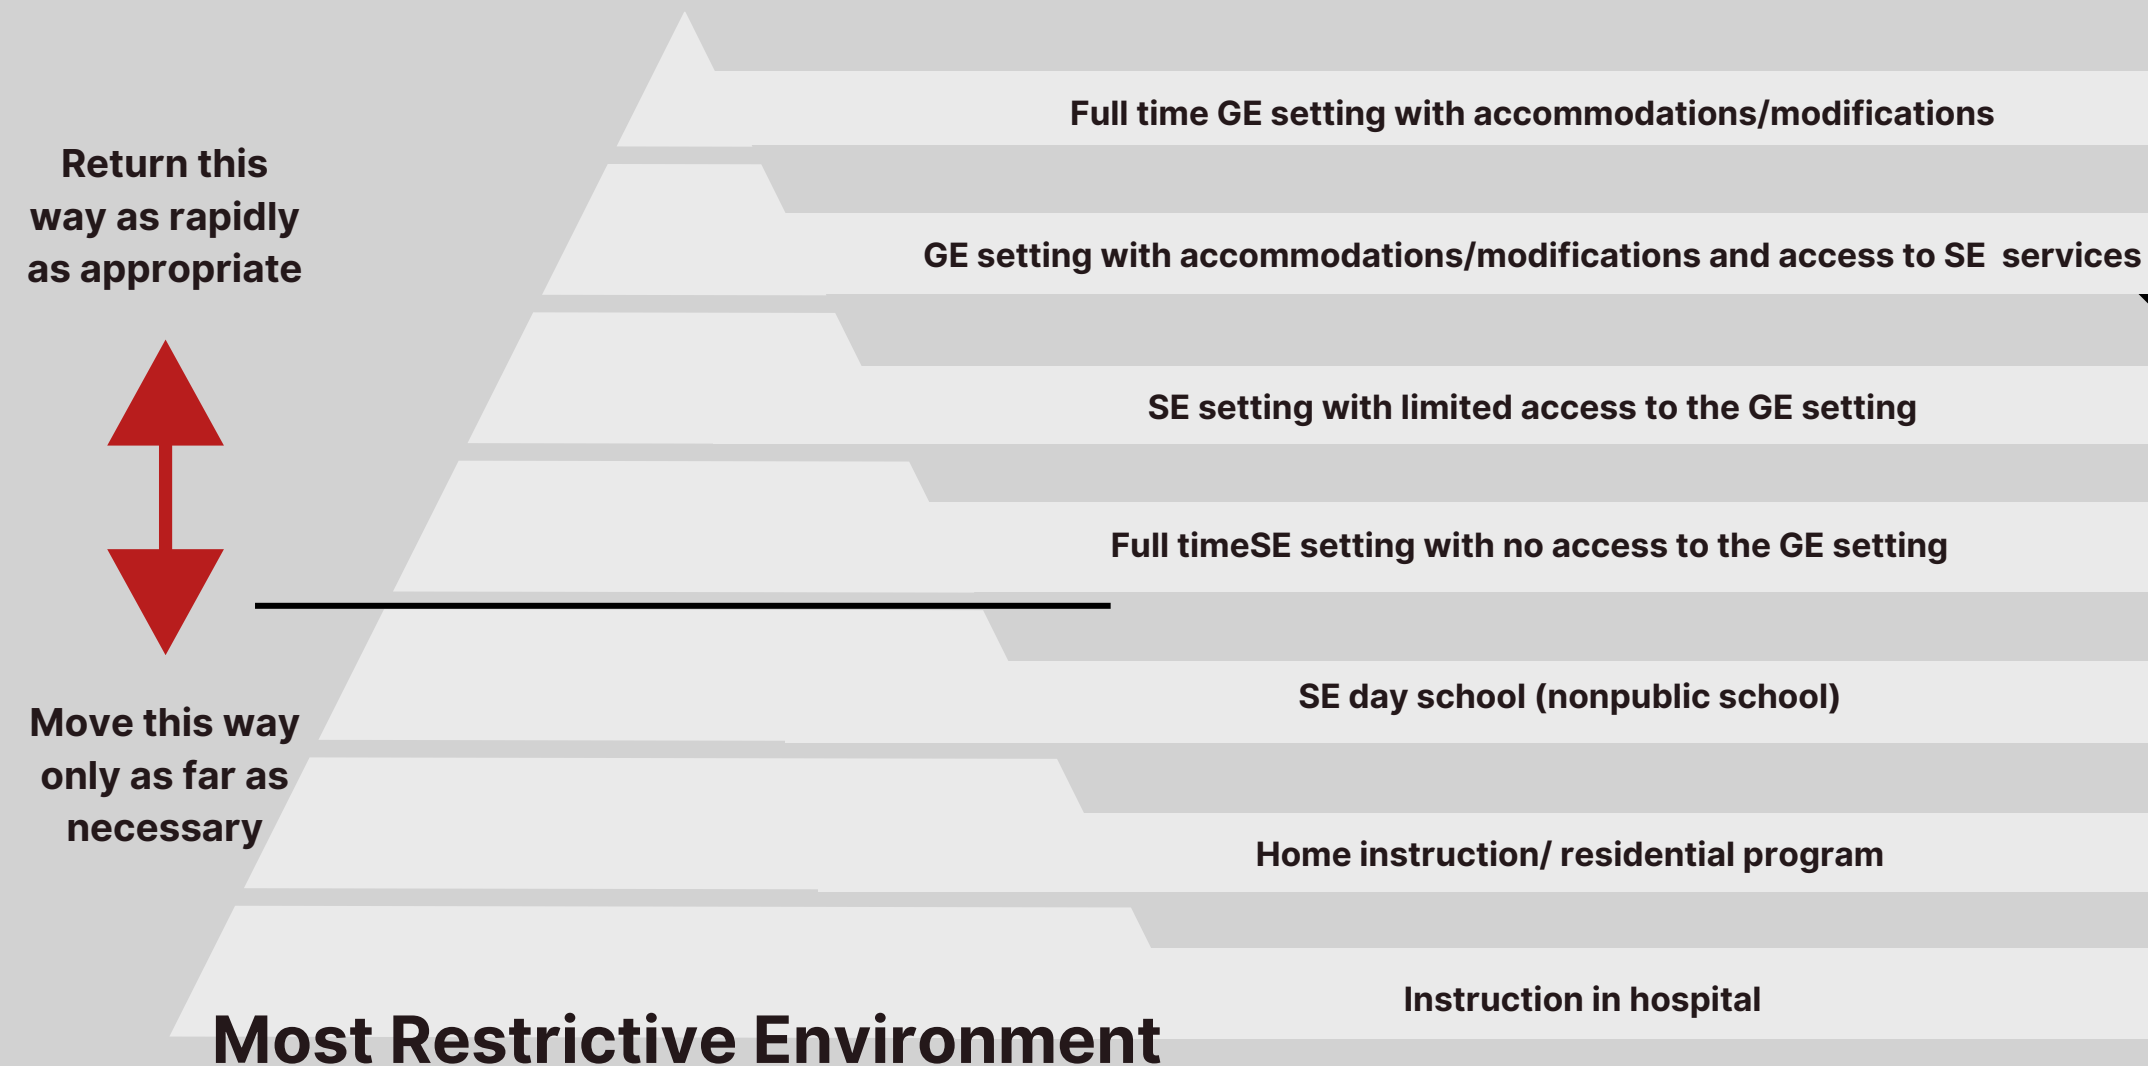 Full time GE setting with accommodations/modifications
Return this
way as rapidly
as appropriate
GE setting with accommodations/modifications and access to SE  services
SE setting with limited access to the GE setting
Full timeSE setting with no access to the GE setting
SE day school (nonpublic school)
Move this way
only as far as
necessary
Home instruction/ residential program
Instruction in hospital
Most Restrictive Environment